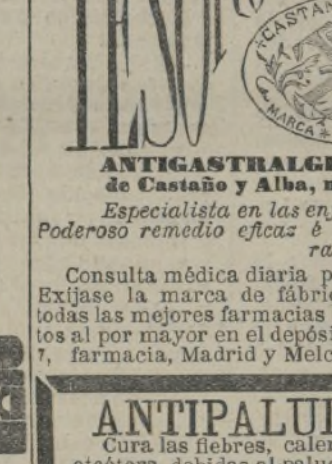 TESO
CASTA
MARCA
ANTIGASTRALG
de Castaño y Alba,
Especialista en las en
Poderoso remedio eficaz é
ra
Consulta médica diaria p
Exíjase la marca de fábri
todas las mejores farmacias
tos al por mayor en el depósi
7, farmacia, Madrid y Melc
ANTIPALU
Cura las fiebres, cale